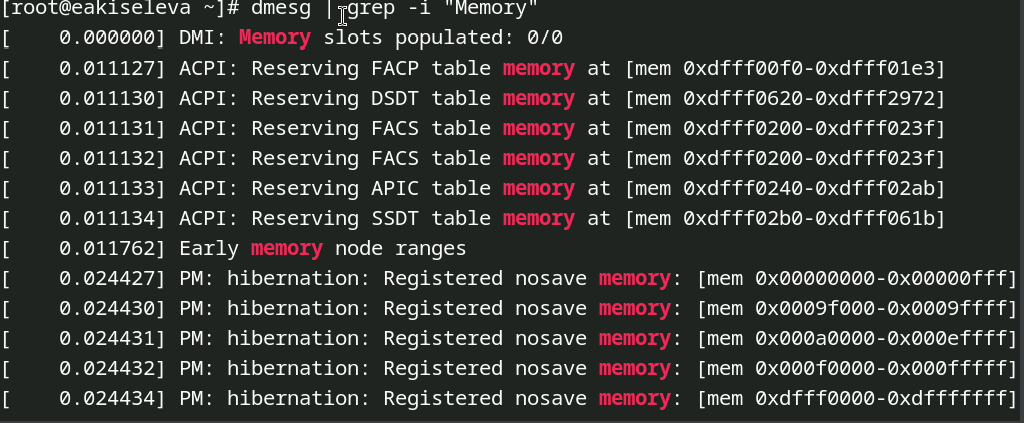 [root@eakiseleva ~]# dmesg | grep -i "Memory"
[    0.000000] DMI: Memory slots populated: 0/0
[    0.011127] ACPI: Reserving FACP table memory at [mem 0xdfff00f0-0xdfff01e3]
[    0.011130] ACPI: Reserving DSDT table memory at [mem 0xdfff0620-0xdfff2972]
[    0.011131] ACPI: Reserving FACS table memory at [mem 0xdfff0200-0xdfff023f]
[    0.011132] ACPI: Reserving FACS table memory at [mem 0xdfff0200-0xdfff023f]
[    0.011133] ACPI: Reserving APIC table memory at [mem 0xdfff0240-0xdfff02ab]
[    0.011134] ACPI: Reserving SSDT table memory at [mem 0xdfff02b0-0xdfff061b]
[    0.011762] Early memory node ranges
[    0.024427] PM: hibernation: Registered nosave memory: [mem 0x00000000-0x00000fff]
[    0.024430] PM: hibernation: Registered nosave memory: [mem 0x0009f000-0x0009ffff]
[    0.024431] PM: hibernation: Registered nosave memory: [mem 0x000a0000-0x000effff]
[    0.024432] PM: hibernation: Registered nosave memory: [mem 0x000f0000-0x000fffff]
[    0.024434] PM: hibernation: Registered nosave memory: [mem 0xdfff0000-0xdfffffff]